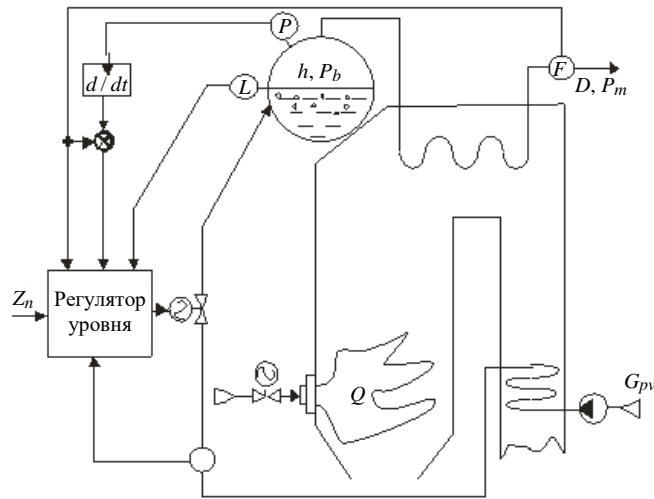 P
F
h, P_b
d / dt
L
D, P_m
Z_n
Регулятор
уровня
Q
G_pv